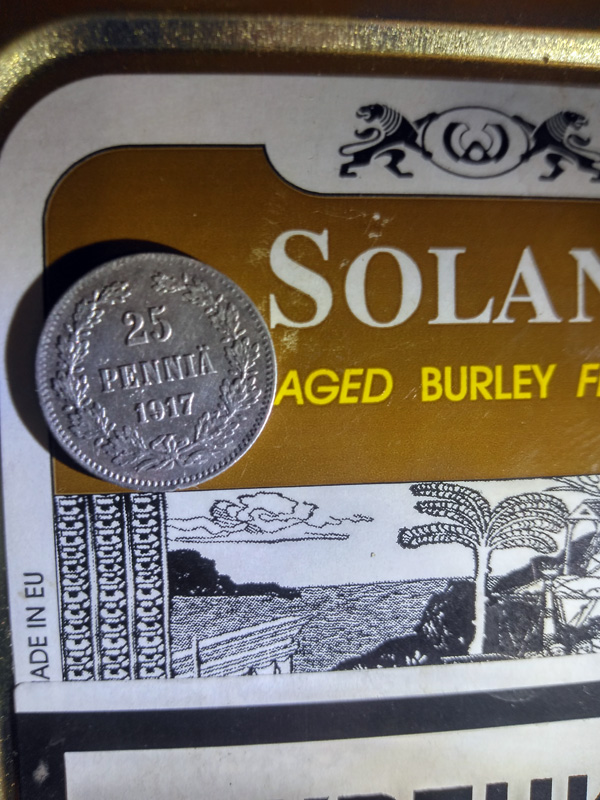 25
PENNIÄ
1917
SOLAN
AGED BURLEY F
ADE IN EU